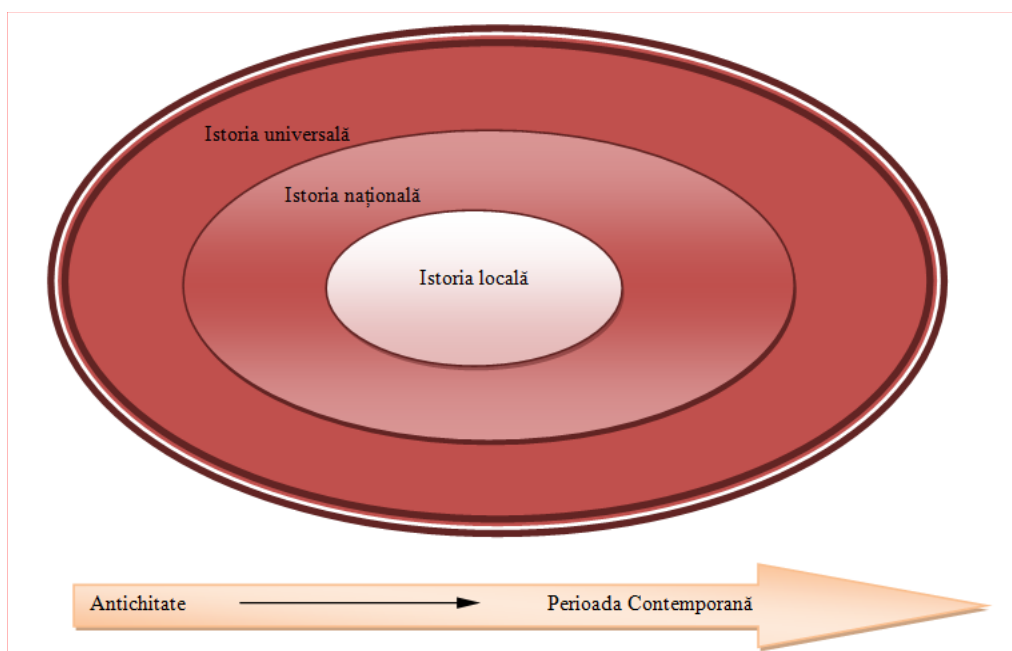 Istoria universală
Istoria națională
Istoria locală
Antichitate
Perioada Contemporană